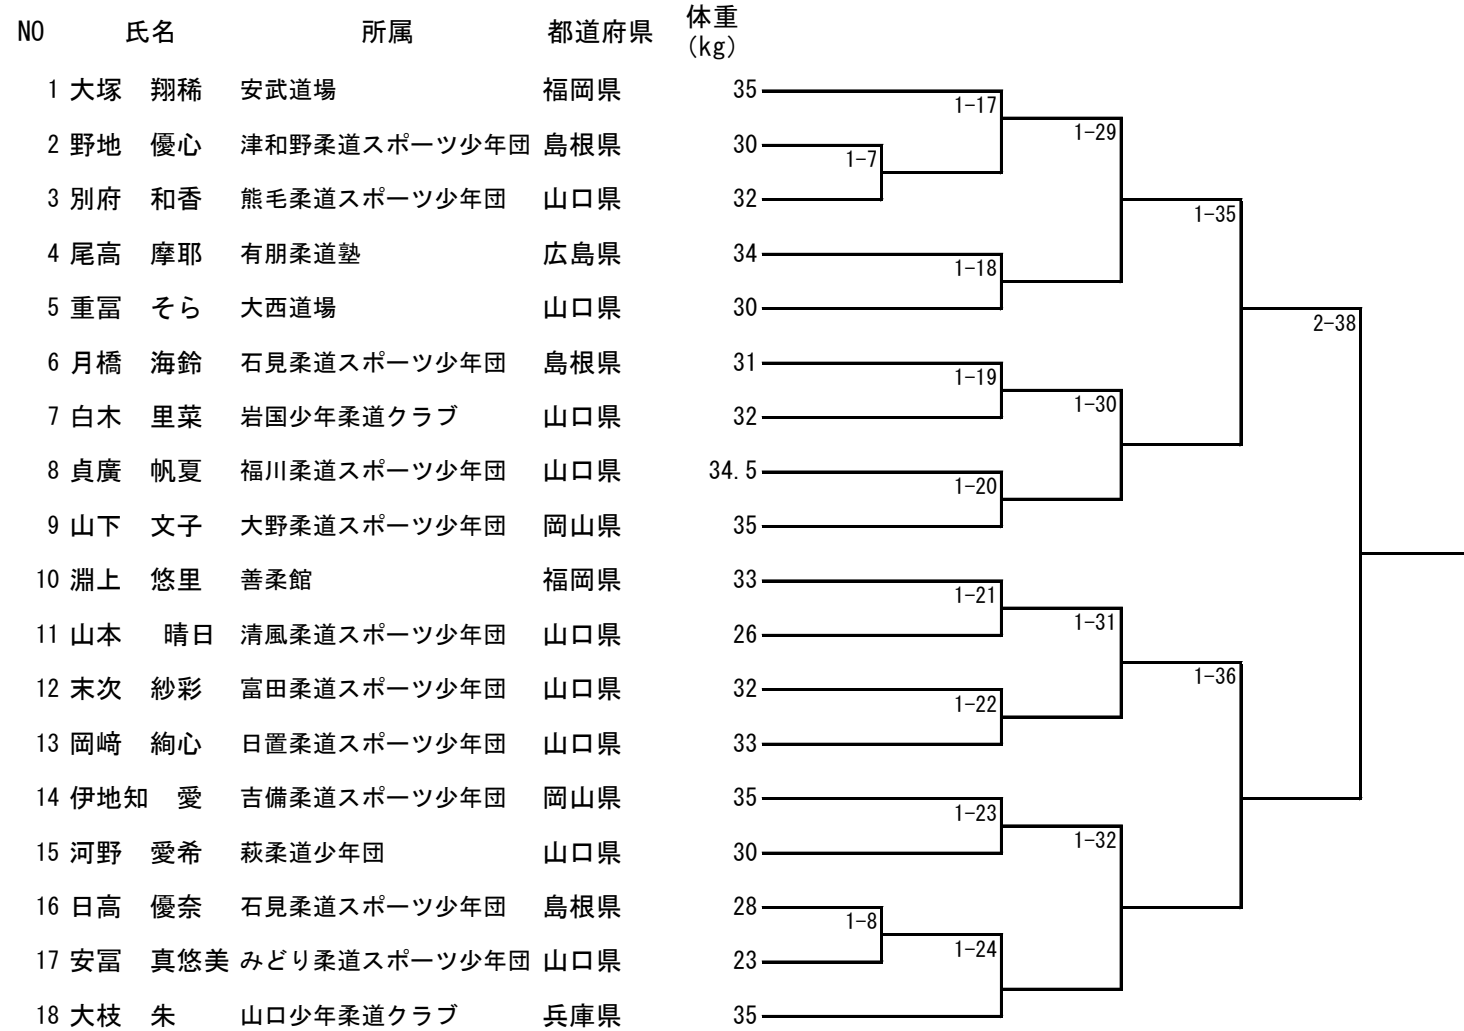 NO 氏名 所属 都道府県 体重(kg)
1 大塚 翔稀 安武道場 福岡県 35
1-17
2 野地 優心 津和野柔道スポーツ少年団 島根県 30
1-29
1-7
3 別府 和香 熊毛柔道スポーツ少年団 山口県 32
1-35
4 尾高 摩耶 有朋柔道塾 広島県 34
1-18
5 重冨 そら 大西道場 山口県 30
2-38
6 月橋 海鈴 石見柔道スポーツ少年団 島根県 31
1-19
7 白木 里菜 岩国少年柔道クラブ 山口県 32
1-30
8 貞廣 帆夏 福川柔道スポーツ少年団 山口県 34.5
1-20
9 山下 文子 大野柔道スポーツ少年団 岡山県 35
10 淵上 悠里 善柔館 福岡県 33
1-21
11 山本 晴日 清風柔道スポーツ少年団 山口県 26
1-31
12 末次 紗彩 富田柔道スポーツ少年団 山口県 32
1-36
1-22
13 岡﨑 絢心 日置柔道スポーツ少年団 山口県 33
14 伊地知 愛 吉備柔道スポーツ少年団 岡山県 35
1-23
15 河野 愛希 萩柔道少年団 山口県 30
1-32
16 日高 優奈 石見柔道スポーツ少年団 島根県 28
1-8
17 安冨 真悠美 みどり柔道スポーツ少年団 山口県 23
1-24
18 大枝 朱 山口少年柔道クラブ 兵庫県 35